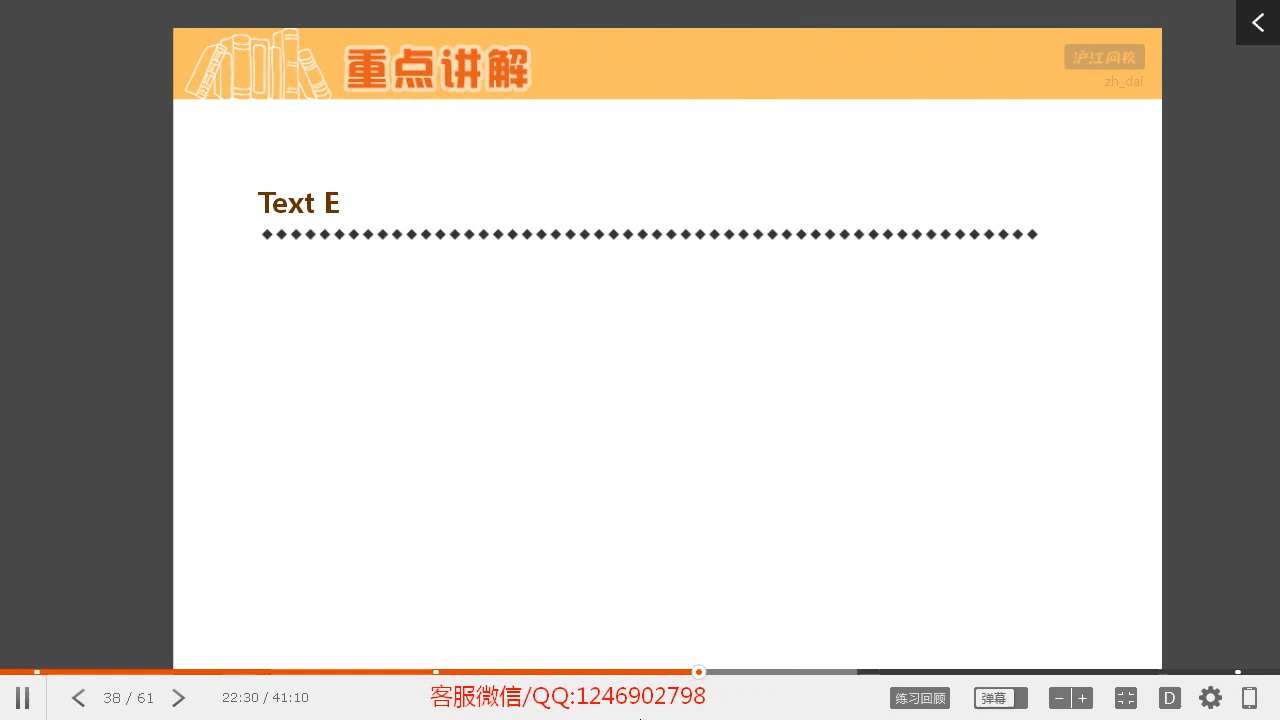 重点讲解
沪江网校
zh_dai
Text E
38 / 61
22:30 / 41:10
客服微信/QQ:1246902798
练习回顾
弹幕
D